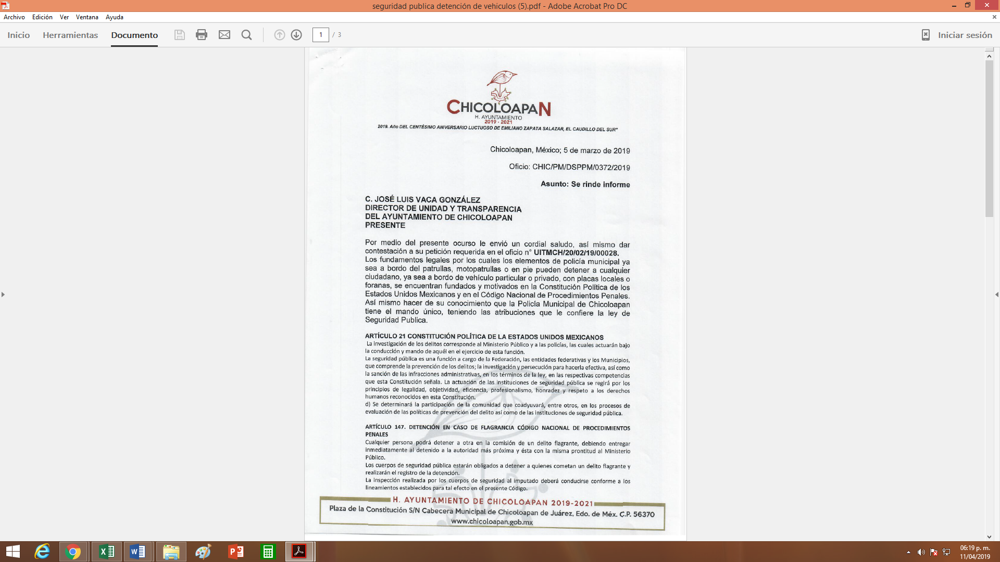 seguridad publica detención de vehiculos (5).pdf - Adobe Acrobat Pro DC
Archivo Edición Ver Ventana Ayuda
Inicio Herramientas Documento 1 / 3 Iniciar sesión
CHICOLOAPAN
H. AYUNTAMIENTO
2019 - 2021
2019. Año DEL CENTÉSIMO ANIVERSARIO LUCTUOSO DE EMILIANO ZAPATA SALAZAR, EL CAUDILLO DEL SUR"
Chicoloapan, México; 5 de marzo de 2019
Oficio: CHIC/PM/DSPPM/0372/2019
Asunto: Se rinde informe
C. JOSÉ LUIS VACA GONZÁLEZ
DIRECTOR DE UNIDAD Y TRANSPARENCIA
DEL AYUNTAMIENTO DE CHICOLOAPAN
PRESENTE
Por medio del presente ocurso le envió un cordial saludo, así mismo dar
contestación a su petición requerida en el oficio n° UITMCH/20/02/19/00028.
Los fundamentos legales por los cuales los elementos de policía municipal ya
sea a bordo del patrullas, motopatrullas o en pie pueden detener a cualquier
ciudadano, ya sea a bordo de vehículo particular o privado, con placas locales o
foranas, se encuentran fundados y motivados en la Constitución Política de los
Estados Unidos Mexicanos y en el Código Nacional de Procedimientos Penales.
Así mismo hacer de su conocimiento que la Policía Municipal de Chicoloapan
tiene el mando único, teniendo las atribuciones que le confiere la ley de
Seguridad Publica.
ARTÍCULO 21 CONSTITUCIÓN POLÍTICA DE LA ESTADOS UNIDOS MEXICANOS
La investigación de los delitos corresponde al Ministerio Público y a las policías, las cuales actuarán bajo
la conducción y mando de aquél en el ejercicio de esta función.
La seguridad pública es una función a cargo de la Federación, las entidades federativas y los Municipios,
que comprende la prevención de los delitos; la investigación y persecución para hacerla efectiva, así como
la sanción de las infracciones administrativas, en los términos de la ley, en las respectivas competencias
que esta Constitución señala. La actuación de las instituciones de seguridad pública se regirá por los
principios de legalidad, objetividad, eficiencia, profesionalismo, honradez y respeto a los derechos
humanos reconocidos en esta Constitución.
d) Se determinará la participación de la comunidad que coadyuvará, entre otros, en los procesos de
evaluación de las políticas de prevención del delito así como de las instituciones de seguridad pública.
ARTÍCULO 147. DETENCIÓN EN CASO DE FLAGRANCIA CÓDIGO NACIONAL DE PROCEDIMIENTOS
PENALES
Cualquier persona podrá detener a otra en la comisión de un delito flagrante, debiendo entregar
inmediatamente al detenido a la autoridad más próxima y ésta con la misma prontitud al Ministerio
Público.
Los cuerpos de seguridad pública estarán obligados a detener a quienes cometan un delito flagrante y
realizarán el registro de la detención.
La inspección realizada por los cuerpos de seguridad al imputado deberá conducirse conforme a los
lineamientos establecidos para tal efecto en el presente Código.
H. AYUNTAMIENTO DE CHICOLOAPAN 2019-2021
Plaza de la Constitución S/N Cabecera Municipal de Chicoloapan de Juárez, Edo. de Méx. C.P. 56370
www.chicoloapan.gob.mx
06:19 p. m.
11/04/2019